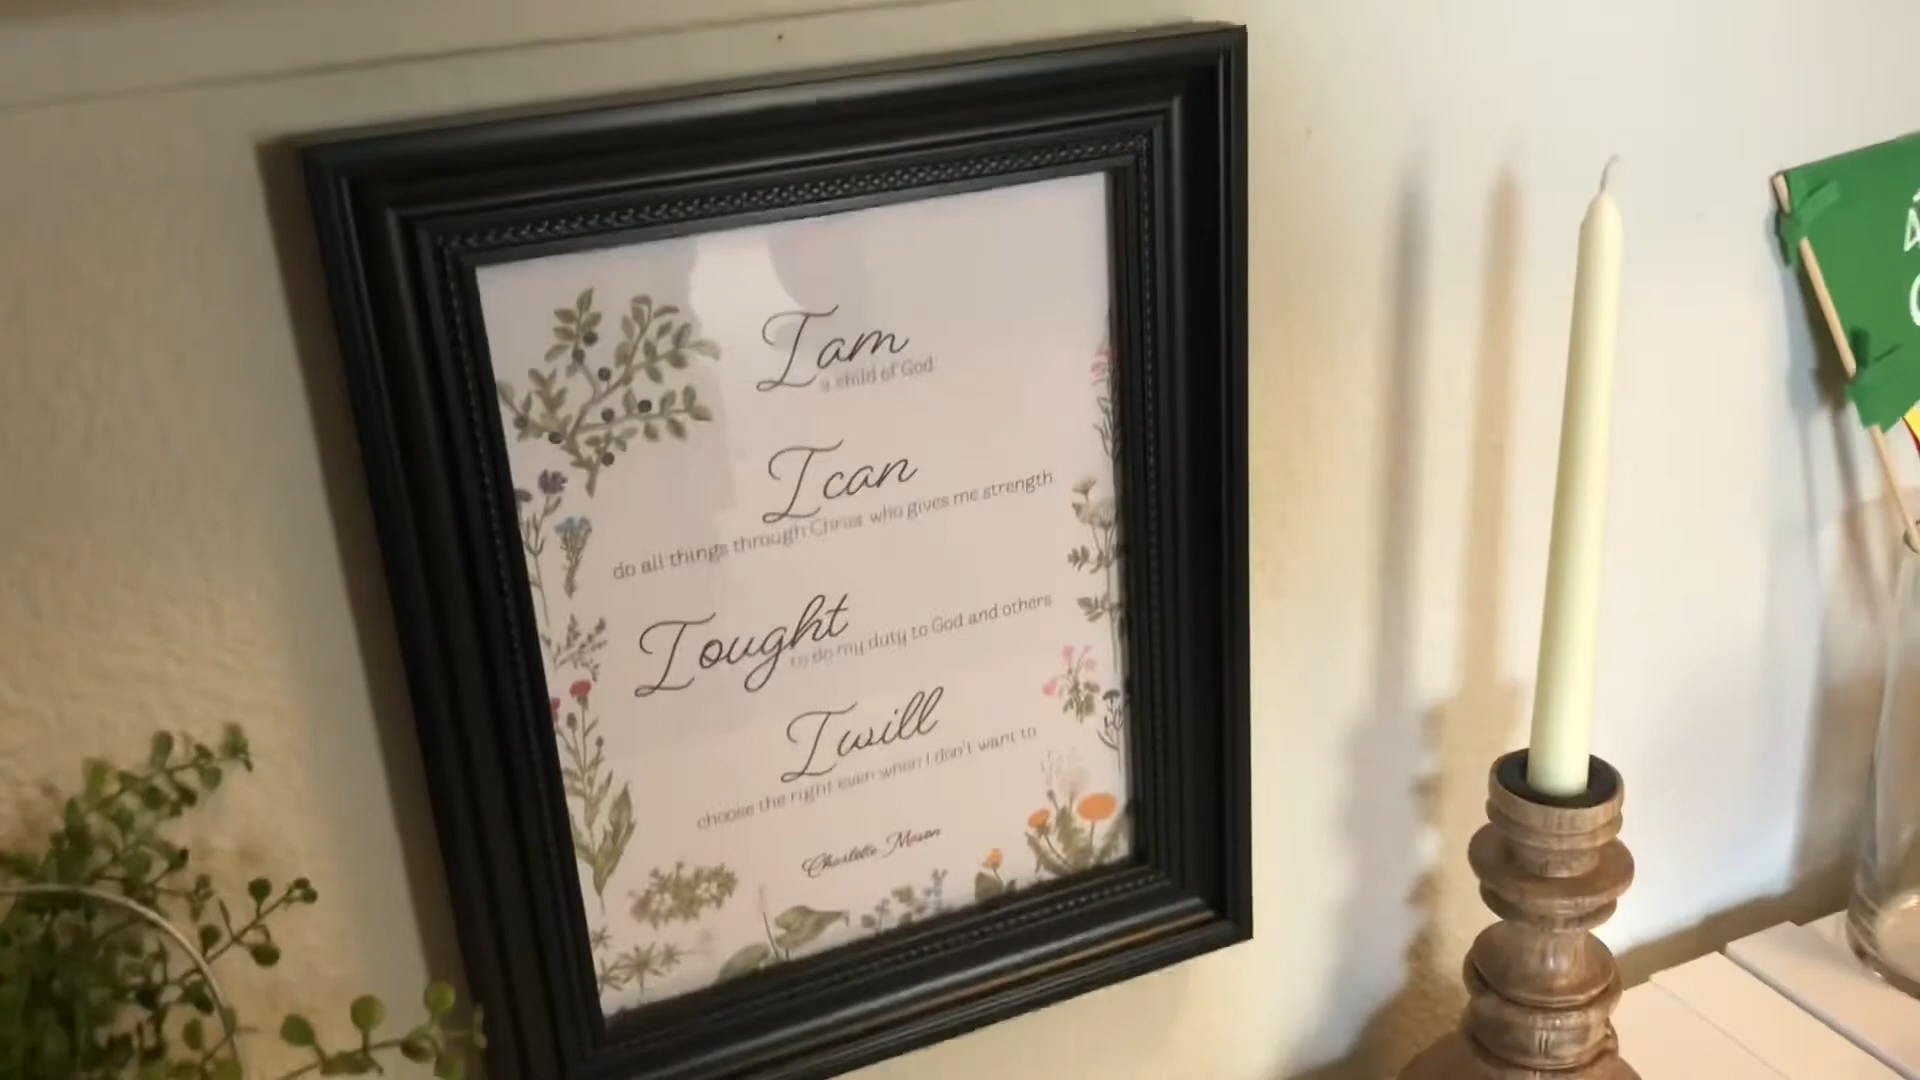 I am
a child of God
I can
do all things through Christ who gives me strength
I ought
to do my duty to God and others
I will
choose the right even when I don't want to
Charlotte Mason